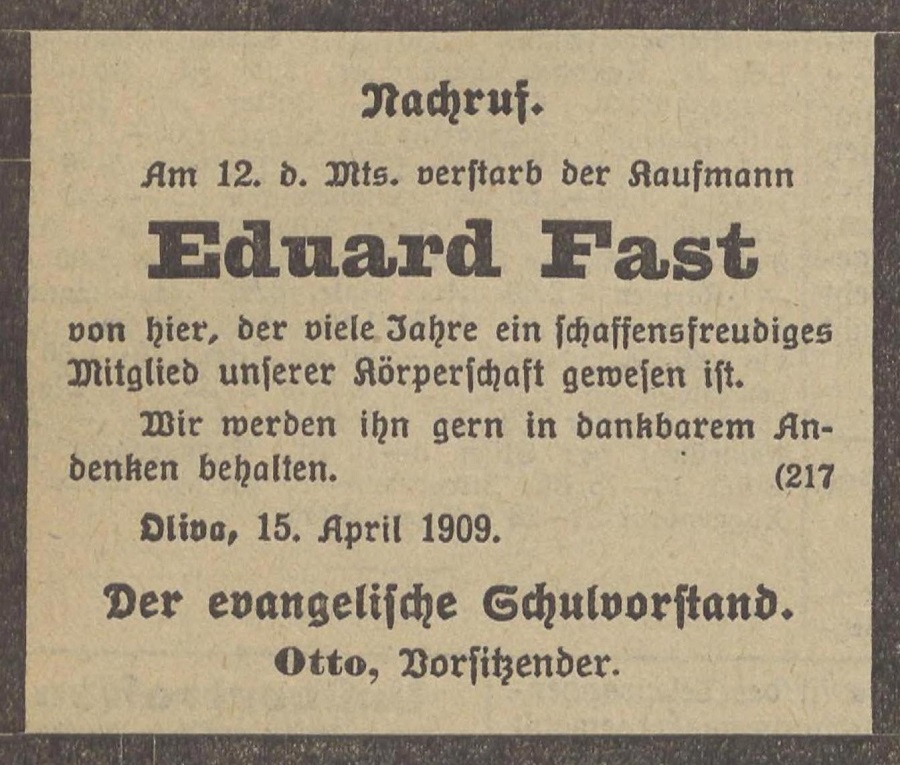 Nachruf.
Am 12. d. Mts. verstarb der Kaufmann
Eduard Fast
von hier, der viele Jahre ein schaffensfreudiges
Mitglied unserer Körperschaft gewesen ist.
Wir werden ihn gern in dankbarem An-
denken behalten. (217
Oliva, 15. April 1909.
Der evangelische Schulvorstand.
Otto, Vorsitzender.